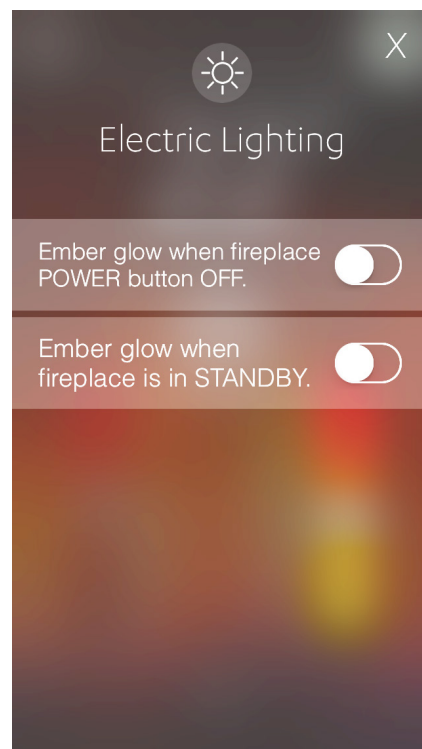 X
Electric Lighting
Ember glow when fireplace
POWER button OFF.
Ember glow when
fireplace is in STANDBY.